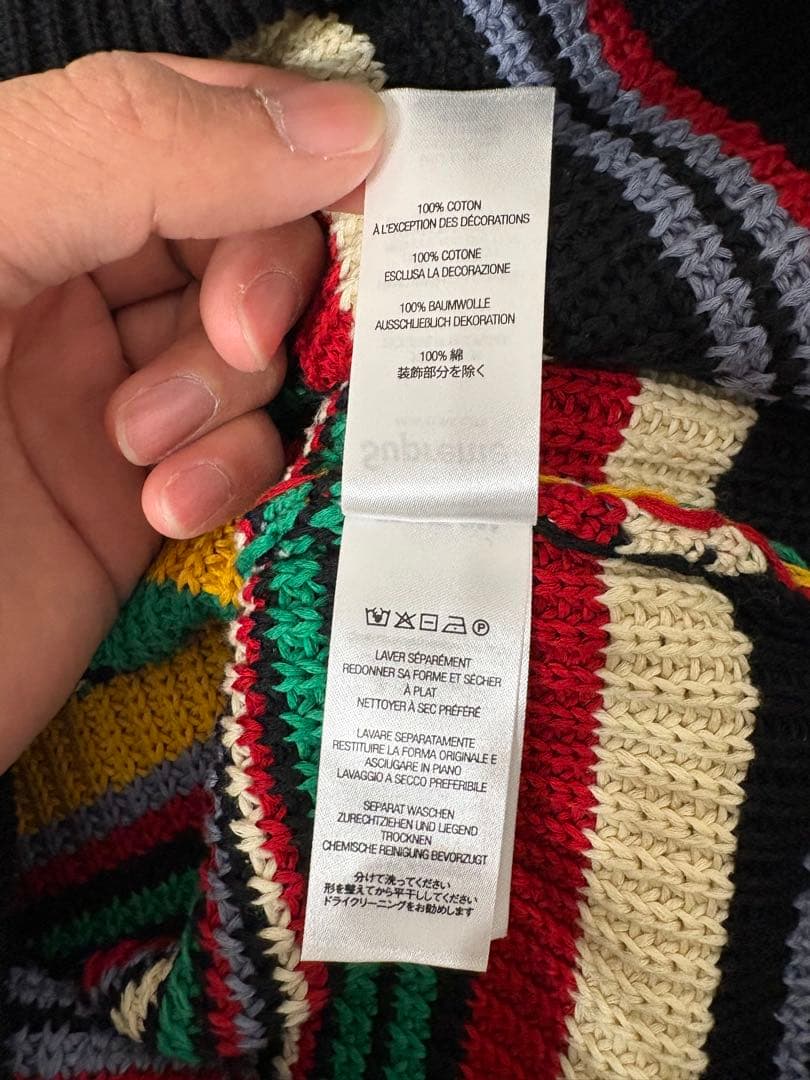 100% COTON
À L'EXCEPTION DES DÉCORATIONS
100% COTONE
ESCLUSA LA DECORAZIONE
100% BAUMWOLLE
AUSSCHLIEßLICH DEKORATION
100% 綿
装飾部分を除く
Supreme
P
LAVER SÉPARÉMENT
REDONNER SA FORME ET SÉCHER
À PLAT
NETTOYER À SEC PRÉFÉRÉ
LAVARE SEPARATAMENTE
RESTITUIRE LA FORMA ORIGINALE E
ASCIUGARE IN PIANO
LAVAGGIO A SECCO PREFERIBILE
SEPARAT WASCHEN
ZURECHTZIEHEN UND LIEGEND
TROCKNEN
CHEMISCHE REINIGUNG BEVORZUGT
分けて洗ってください
形を整えてから平干ししてください
ドライクリーニングをお勧めします